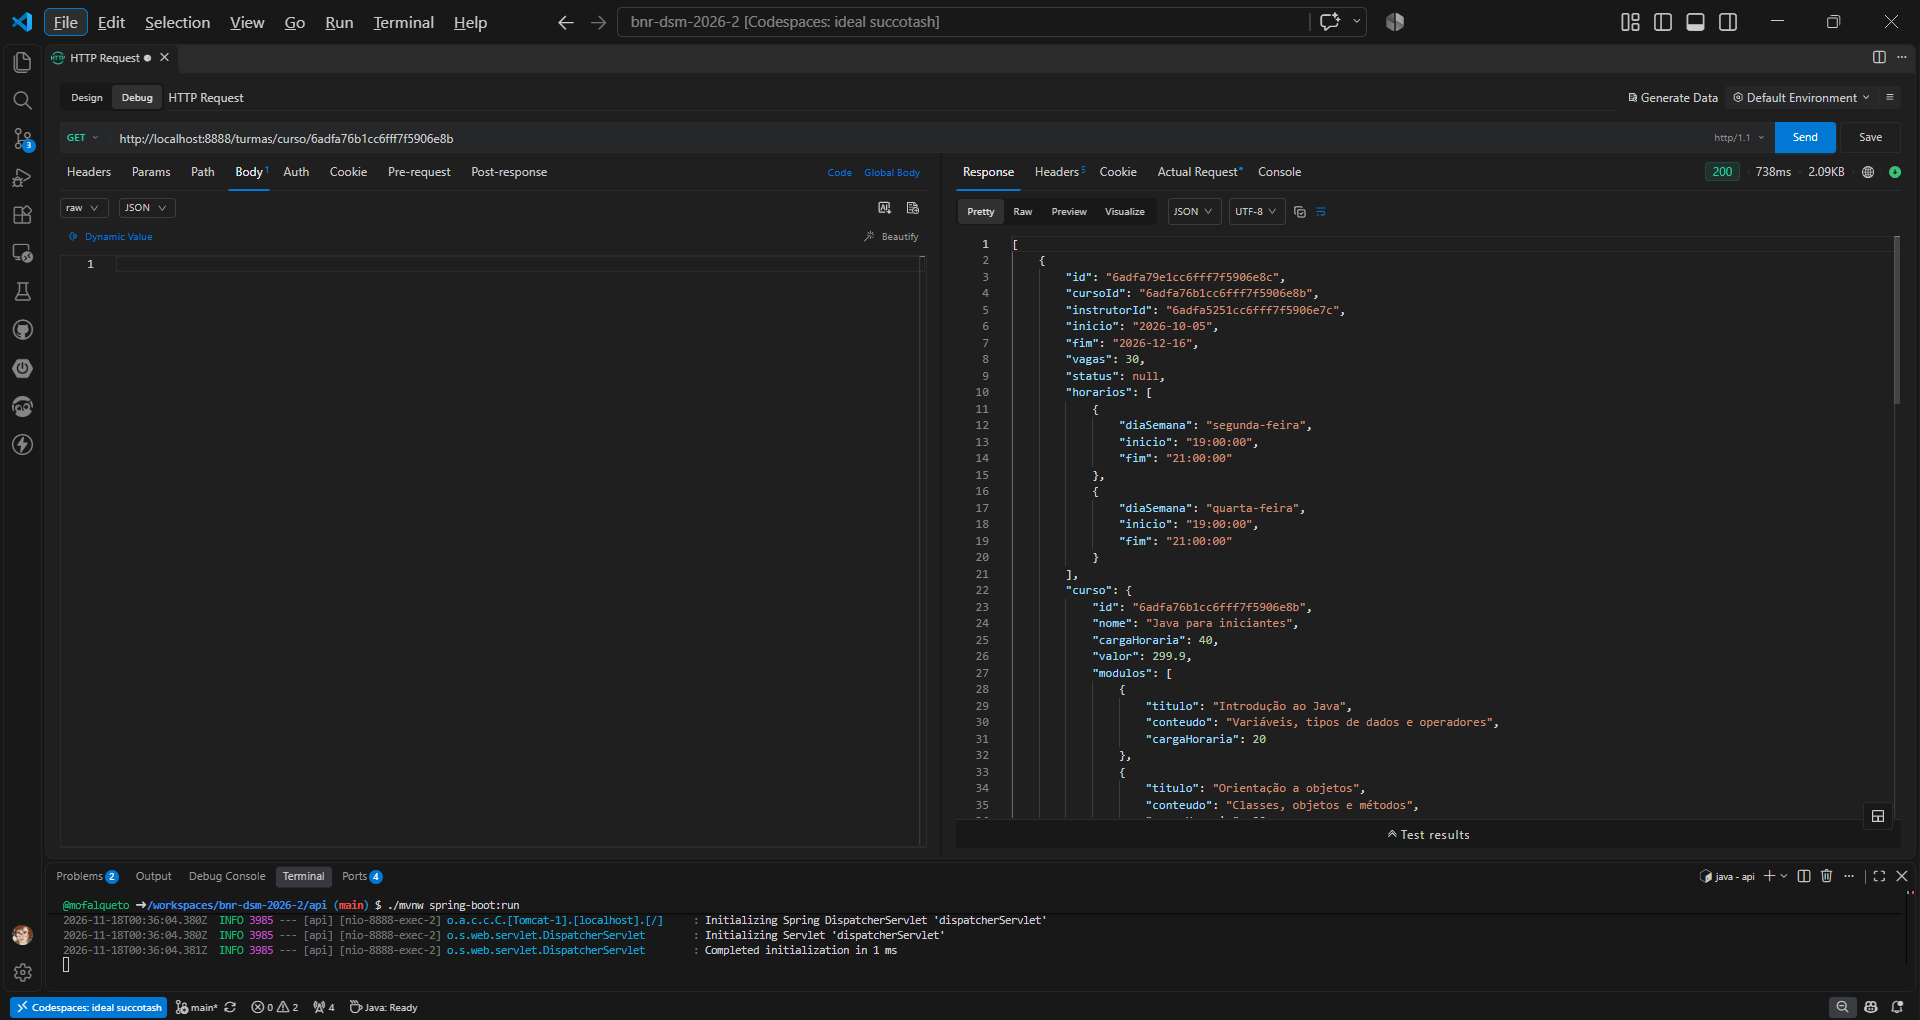 File Edit Selection View Go Run Terminal Help
bnr-dsm-2026-2 [Codespaces: ideal succotash]
HTTP Request
Design Debug HTTP Request
Generate Data Default Environment
GET http://localhost:8888/turmas/curso/6adfa76b1cc6fff7f5906e8b
http/1.1 Send Save
Headers Params Path Body 1 Auth Cookie Pre-request Post-response
Code Global Body
raw JSON
Dynamic Value
Beautify
1
Response Headers 5 Cookie Actual Request Console
200 738ms 2.09KB
Pretty Raw Preview Visualize JSON UTF-8
1 [
2 {
3 "id": "6adfa79e1cc6fff7f5906e8c",
4 "cursoId": "6adfa76b1cc6fff7f5906e8b",
5 "instrutorId": "6adfa5251cc6fff7f5906e7c",
6 "inicio": "2026-10-05",
7 "fim": "2026-12-16",
8 "vagas": 30,
9 "status": null,
10 "horarios": [
11 {
12 "diaSemana": "segunda-feira",
13 "inicio": "19:00:00",
14 "fim": "21:00:00"
15 },
16 {
17 "diaSemana": "quarta-feira",
18 "inicio": "19:00:00",
19 "fim": "21:00:00"
20 }
21 ],
22 "curso": {
23 "id": "6adfa76b1cc6fff7f5906e8b",
24 "nome": "Java para iniciantes",
25 "cargaHoraria": 40,
26 "valor": 299.9,
27 "modulos": [
28 {
29 "titulo": "Introdução ao Java",
30 "conteudo": "Variáveis, tipos de dados e operadores",
31 "cargaHoraria": 20
32 },
33 {
34 "titulo": "Orientação a objetos",
35 "conteudo": "Classes, objetos e métodos",
Test results
Problems 2 Output Debug Console Terminal Ports 4
java - api
@mofalqueto ➜/workspaces/bnr-dsm-2026-2/api (main) $ ./mvnw spring-boot:run
2026-11-18T00:36:04.380Z INFO 3985 --- [api] [nio-8888-exec-2] o.a.c.c.C.[Tomcat-1].[localhost].[/] : Initializing Spring DispatcherServlet 'dispatcherServlet'
2026-11-18T00:36:04.380Z INFO 3985 --- [api] [nio-8888-exec-2] o.s.web.servlet.DispatcherServlet : Initializing Servlet 'dispatcherServlet'
2026-11-18T00:36:04.381Z INFO 3985 --- [api] [nio-8888-exec-2] o.s.web.servlet.DispatcherServlet : Completed initialization in 1 ms
Codespaces: ideal succotash main* 0 2 4 Java: Ready